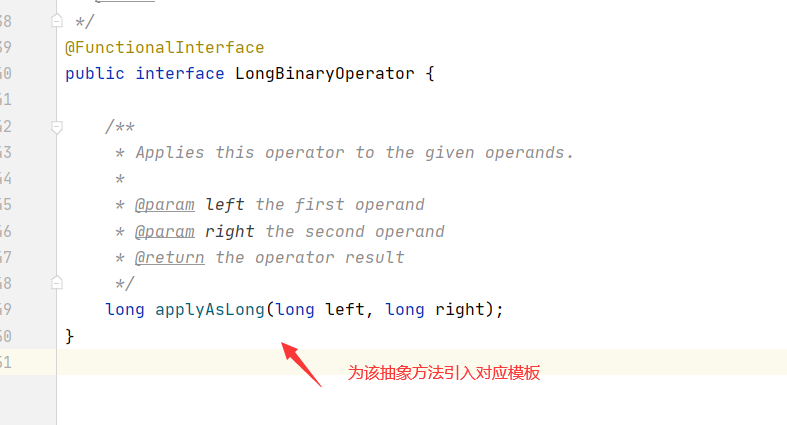 38 */
39 @FunctionalInterface
40 public interface LongBinaryOperator {
41
42 /**
43 * Applies this operator to the given operands.
44 *
45 * @param left the first operand
46 * @param right the second operand
47 * @return the operator result
48 */
49 long applyAsLong(long left, long right);
50 }
51
为该抽象方法引入对应模板